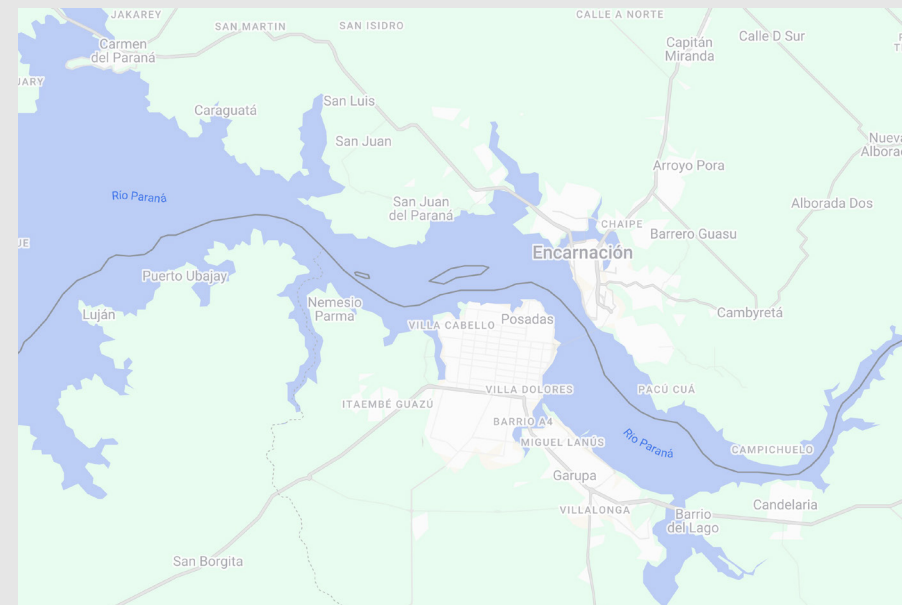 JAKAREY
SAN MARTIN
SAN ISIDRO
CALLE A NORTE
Carmen
del Paraná
Capitán
Miranda
Calle D Sur
San Luis
Caraguatá
San Juan
Nueva
Arroyo Pora
Río Paraná
San Juan
del Paraná
Alborada Dos
CHAIPE
Barrero Guasu
Encarnación
Puerto Ubajay
Nemesio
Parma
Luján
VILLA CABELLO
Posadas
Cambyretá
VILLA DOLORES
PACÚ CUÁ
ITAEMBÉ GUAZÚ
BARRIO A4
MIGUEL LANÚS
Río Paraná
CAMPICHUELO
Garupa
VILLALONGA
Barrio
del Lago
Candelaria
San Borgita